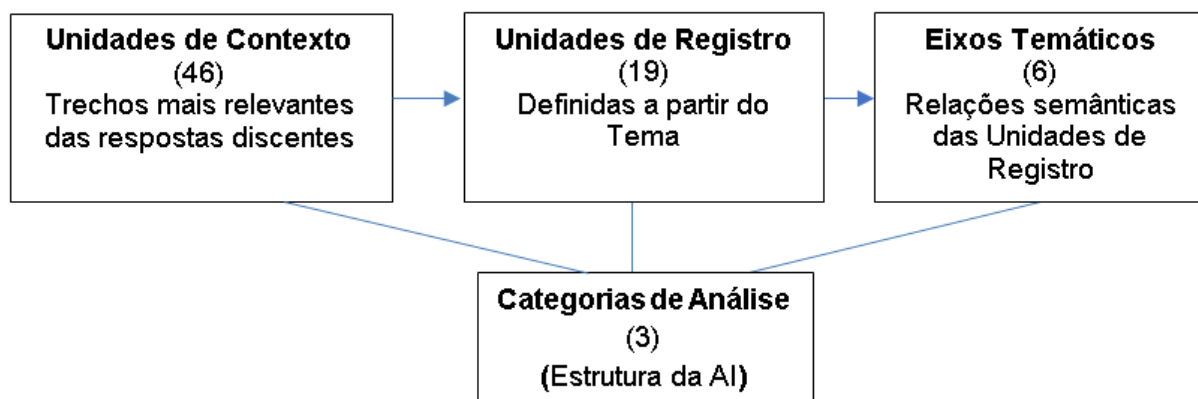 Unidades de Contexto
(46)
Trechos mais relevantes
das respostas discentes
Unidades de Registro
(19)
Definidas a partir do
Tema
Eixos Temáticos
(6)
Relações semânticas
das Unidades de
Registro
Categorias de Análise
(3)
(Estrutura da AI)